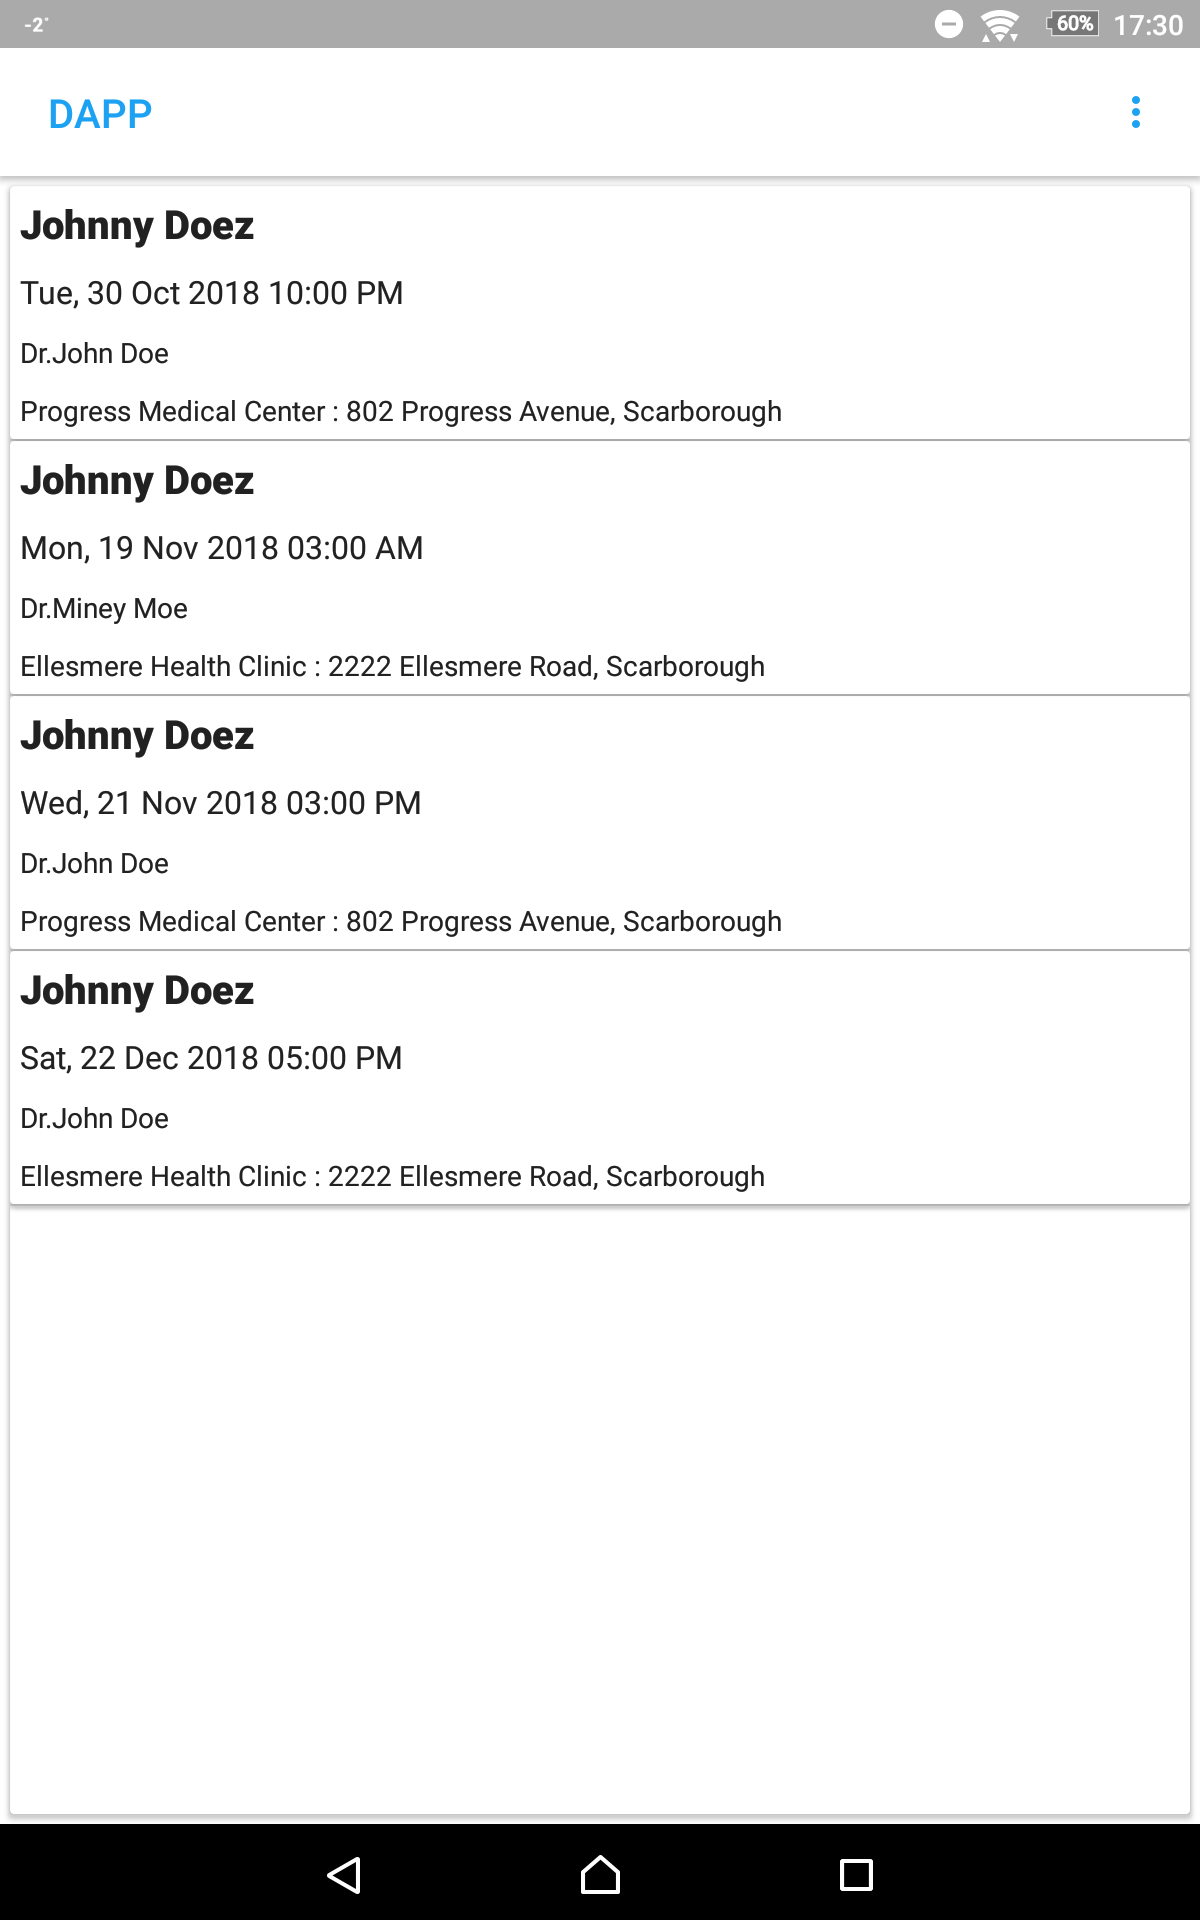 -2°
60% 17:30
DAPP
Johnny Doez
Tue, 30 Oct 2018 10:00 PM
Dr.John Doe
Progress Medical Center : 802 Progress Avenue, Scarborough
Johnny Doez
Mon, 19 Nov 2018 03:00 AM
Dr.Miney Moe
Ellesmere Health Clinic : 2222 Ellesmere Road, Scarborough
Johnny Doez
Wed, 21 Nov 2018 03:00 PM
Dr.John Doe
Progress Medical Center : 802 Progress Avenue, Scarborough
Johnny Doez
Sat, 22 Dec 2018 05:00 PM
Dr.John Doe
Ellesmere Health Clinic : 2222 Ellesmere Road, Scarborough